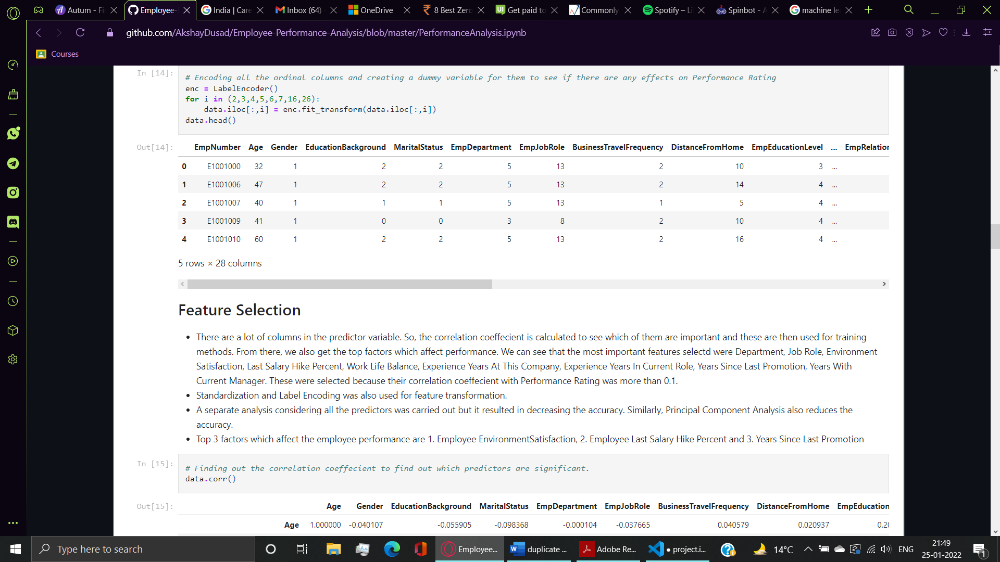 Autum - Fi
Employee-
India | Care
Inbox (64)
OneDrive
8 Best Zero
Get paid to
Commonly
Spotify – Li
Spinbot - A
machine le
github.com/AkshayDusad/Employee-Performance-Analysis/blob/master/PerformanceAnalysis.ipynb
Courses
In [14]:
# Encoding all the ordinal columns and creating a dummy variable for them to see if there are any effects on Performance Rating
enc = LabelEncoder()
for i in (2,3,4,5,6,7,16,26):
    data.iloc[:,i] = enc.fit_transform(data.iloc[:,i])
data.head()
Out[14]:
EmpNumber Age Gender EducationBackground MaritalStatus EmpDepartment EmpJobRole BusinessTravelFrequency DistanceFromHome EmpEducationLevel ... EmpRelation
0 E1001000 32 1 2 2 5 13 2 10 3 ...
1 E1001006 47 1 2 2 5 13 2 14 4 ...
2 E1001007 40 1 1 1 5 13 1 5 4 ...
3 E1001009 41 1 0 0 3 8 2 10 4 ...
4 E1001010 60 1 2 2 5 13 2 16 4 ...
5 rows × 28 columns
Feature Selection
• There are a lot of columns in the predictor variable. So, the correlation coeffecient is calculated to see which of them are important and these are then used for training
methods. From there, we also get the top factors which affect performance. We can see that the most important features selectd were Department, Job Role, Environment
Satisfaction, Last Salary Hike Percent, Work Life Balance, Experience Years At This Company, Experience Years In Current Role, Years Since Last Promotion, Years With
Current Manager. These were selected because their correlation coeffecient with Performance Rating was more than 0.1.
• Standardization and Label Encoding was also used for feature transformation.
• A separate analysis considering all the predictors was carried out but it resulted in decreasing the accuracy. Similarly, Principal Component Analysis also reduces the
accuracy.
• Top 3 factors which affect the employee performance are 1. Employee EnvironmentSatisfaction, 2. Employee Last Salary Hike Percent and 3. Years Since Last Promotion
In [15]:
# Finding out the correlation coeffecient to find out which predictors are significant.
data.corr()
Out[15]:
Age Gender EducationBackground MaritalStatus EmpDepartment EmpJobRole BusinessTravelFrequency DistanceFromHome EmpEducation
Age 1.000000 -0.040107 -0.055905 -0.098368 -0.000104 -0.037665 0.040579 0.020937 0.20
Type here to search
Employee...
duplicate ...
Adobe Re...
● project.i...
14°C
ENG
21:49
25-01-2022
1